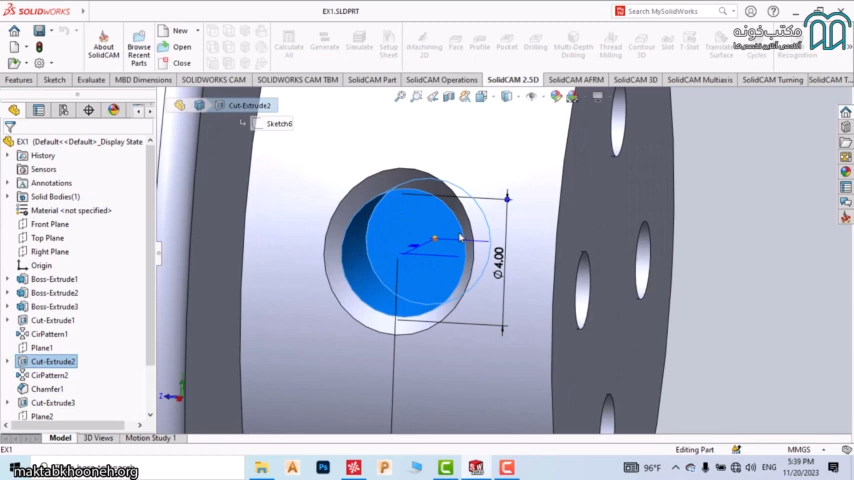 SOLIDWORKS
EX1.SLDPRT
Search MySolidWorks
مکتب‌خونه
About SolidCAM
Browse Recent Parts
New
Open
Close
Calculate All
Generate
Simulate
Setup Sheet
iMachining 2D
Face
Profile
Pocket
Drilling
Multi-Depth Drilling
Thread Milling
Contour 3D
Slot
T-Slot
Translated Surface
Cycles
Features
Sketch
Evaluate
MBD Dimensions
SOLIDWORKS CAM
SOLIDWORKS CAM TBM
SolidCAM Part
SolidCAM Operations
SolidCAM 2.5D
SolidCAM AFRM
SolidCAM 3D
SolidCAM Multiaxis
SolidCAM Turning
SolidCAM T...
Cut-Extrude2
Sketch6
EX1 (Default<<Default>_Display State
History
Sensors
Annotations
Solid Bodies(1)
Material <not specified>
Front Plane
Top Plane
Right Plane
Origin
Boss-Extrude1
Boss-Extrude2
Boss-Extrude3
Cut-Extrude1
CirPattern1
Plane1
Cut-Extrude2
CirPattern2
Chamfer1
Cut-Extrude3
Plane2
Ø4.00
Z
Model
3D Views
Motion Study 1
EX1
Editing Part
MMGS
maktabkhooneh.org
96°F
ENG
5:39 PM
11/20/2023